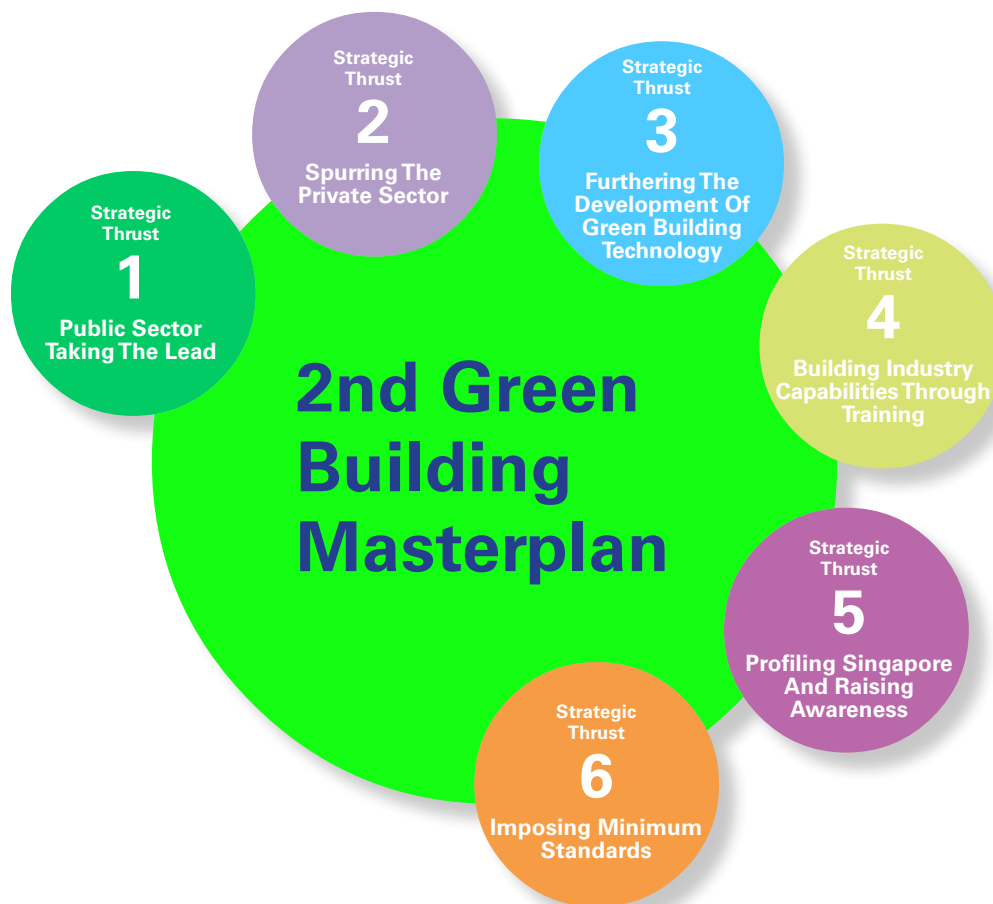 Strategic
Thrust
1
Public Sector
Taking The Lead
Strategic
Thrust
2
Spurring The
Private Sector
Strategic
Thrust
3
Furthering The
Development Of
Green Building
Technology
Strategic
Thrust
4
Building Industry
Capabilities Through
Training
Strategic
Thrust
5
Profiling Singapore
And Raising
Awareness
Strategic
Thrust
6
Imposing Minimum
Standards
2nd Green
Building
Masterplan